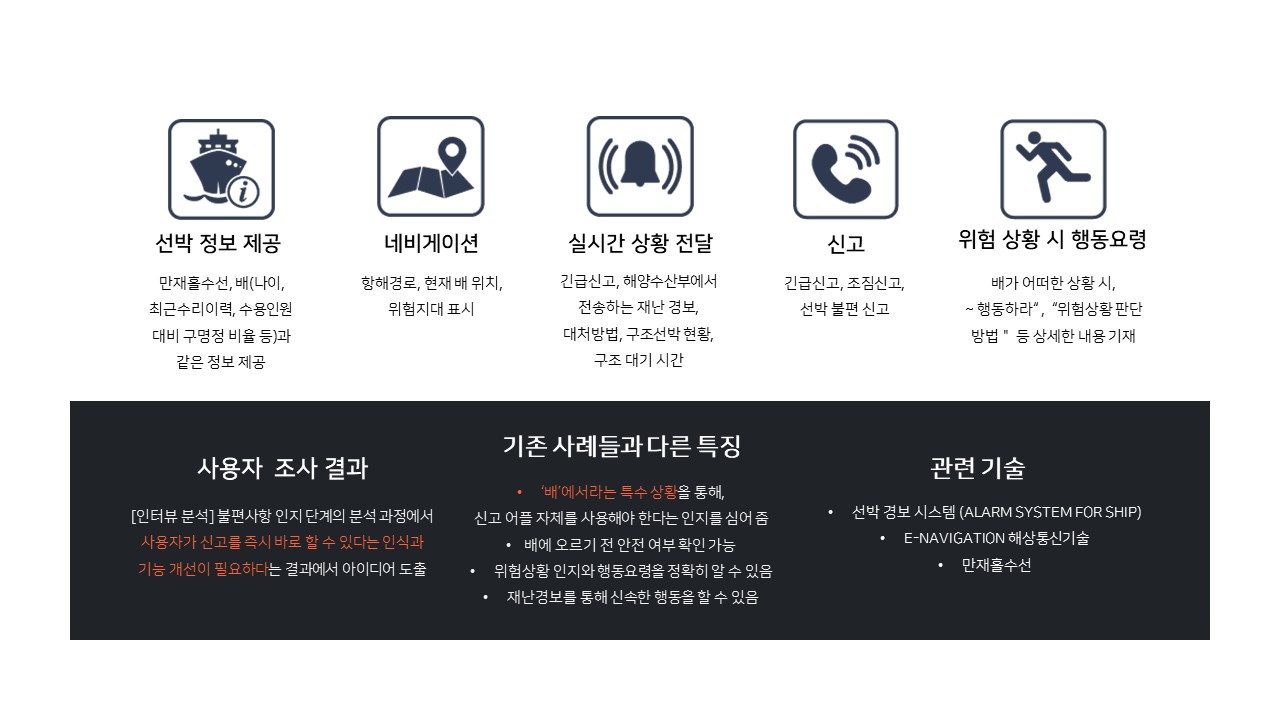 선박 정보 제공
만재홀수선, 배(나이,
최근수리이력, 수용인원
대비 구명정 비율 등)과
같은 정보 제공
네비게이션
항해경로, 현재 배 위치,
위험지대 표시
실시간 상황 전달
긴급신고, 해양수산부에서
전송하는 재난 경보,
대처방법, 구조선박 현황,
구조 대기 시간
신고
긴급신고, 조짐신고,
선박 불편 신고
위험 상황 시 행동요령
배가 어떠한 상황 시,
~ 행동하라“ , “위험상황 판단
방법 " 등 상세한 내용 기재
사용자 조사 결과
[인터뷰 분석] 불편사항 인지 단계의 분석 과정에서
사용자가 신고를 즉시 바로 할 수 있다는 인식과
기능 개선이 필요하다는 결과에서 아이디어 도출
기존 사례들과 다른 특징
• ‘배’에서라는 특수 상황을 통해,
신고 어플 자체를 사용해야 한다는 인지를 심어 줌
• 배에 오르기 전 안전 여부 확인 가능
• 위험상황 인지와 행동요령을 정확히 알 수 있음
• 재난경보를 통해 신속한 행동을 할 수 있음
관련 기술
• 선박 경보 시스템 (ALARM SYSTEM FOR SHIP)
• E-NAVIGATION 해상통신기술
• 만재홀수선